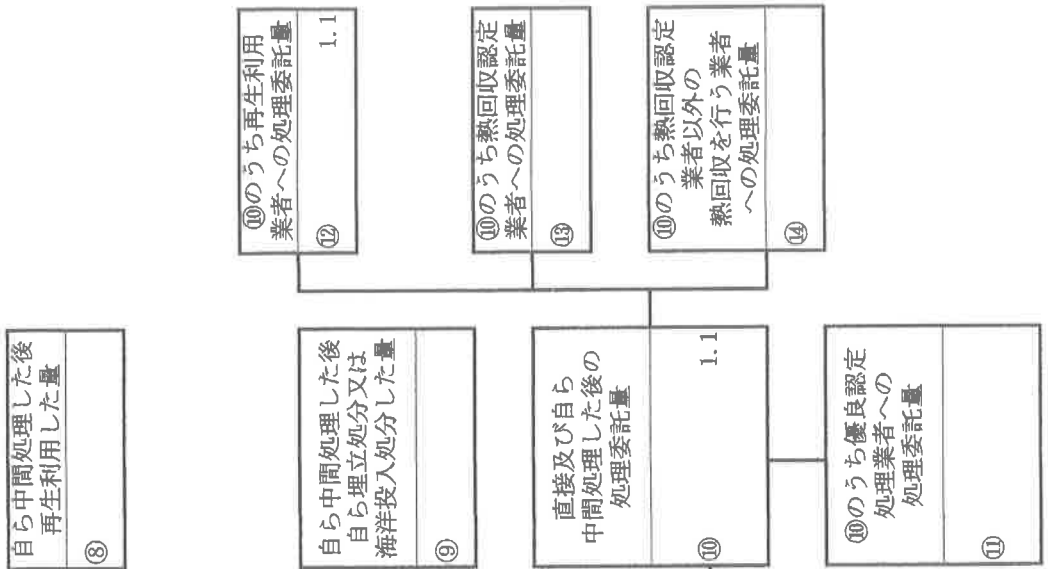 自ら中間処理した後
再生利用した量
⑧
自ら中間処理した後
自ら埋立処分又は
海洋投入処分した量
⑨
直接及び自ら
中間処理した後の
処理委託量
⑩
1.1
⑩のうち優良認定
処理業者への
処理委託量
⑪
⑩のうち再生利用
業者への処理委託量
⑫
1.1
⑩のうち熱回収認定
業者への処理委託量
⑬
⑩のうち熱回収認定
業者以外の
熱回収を行う業者
への処理委託量
⑭